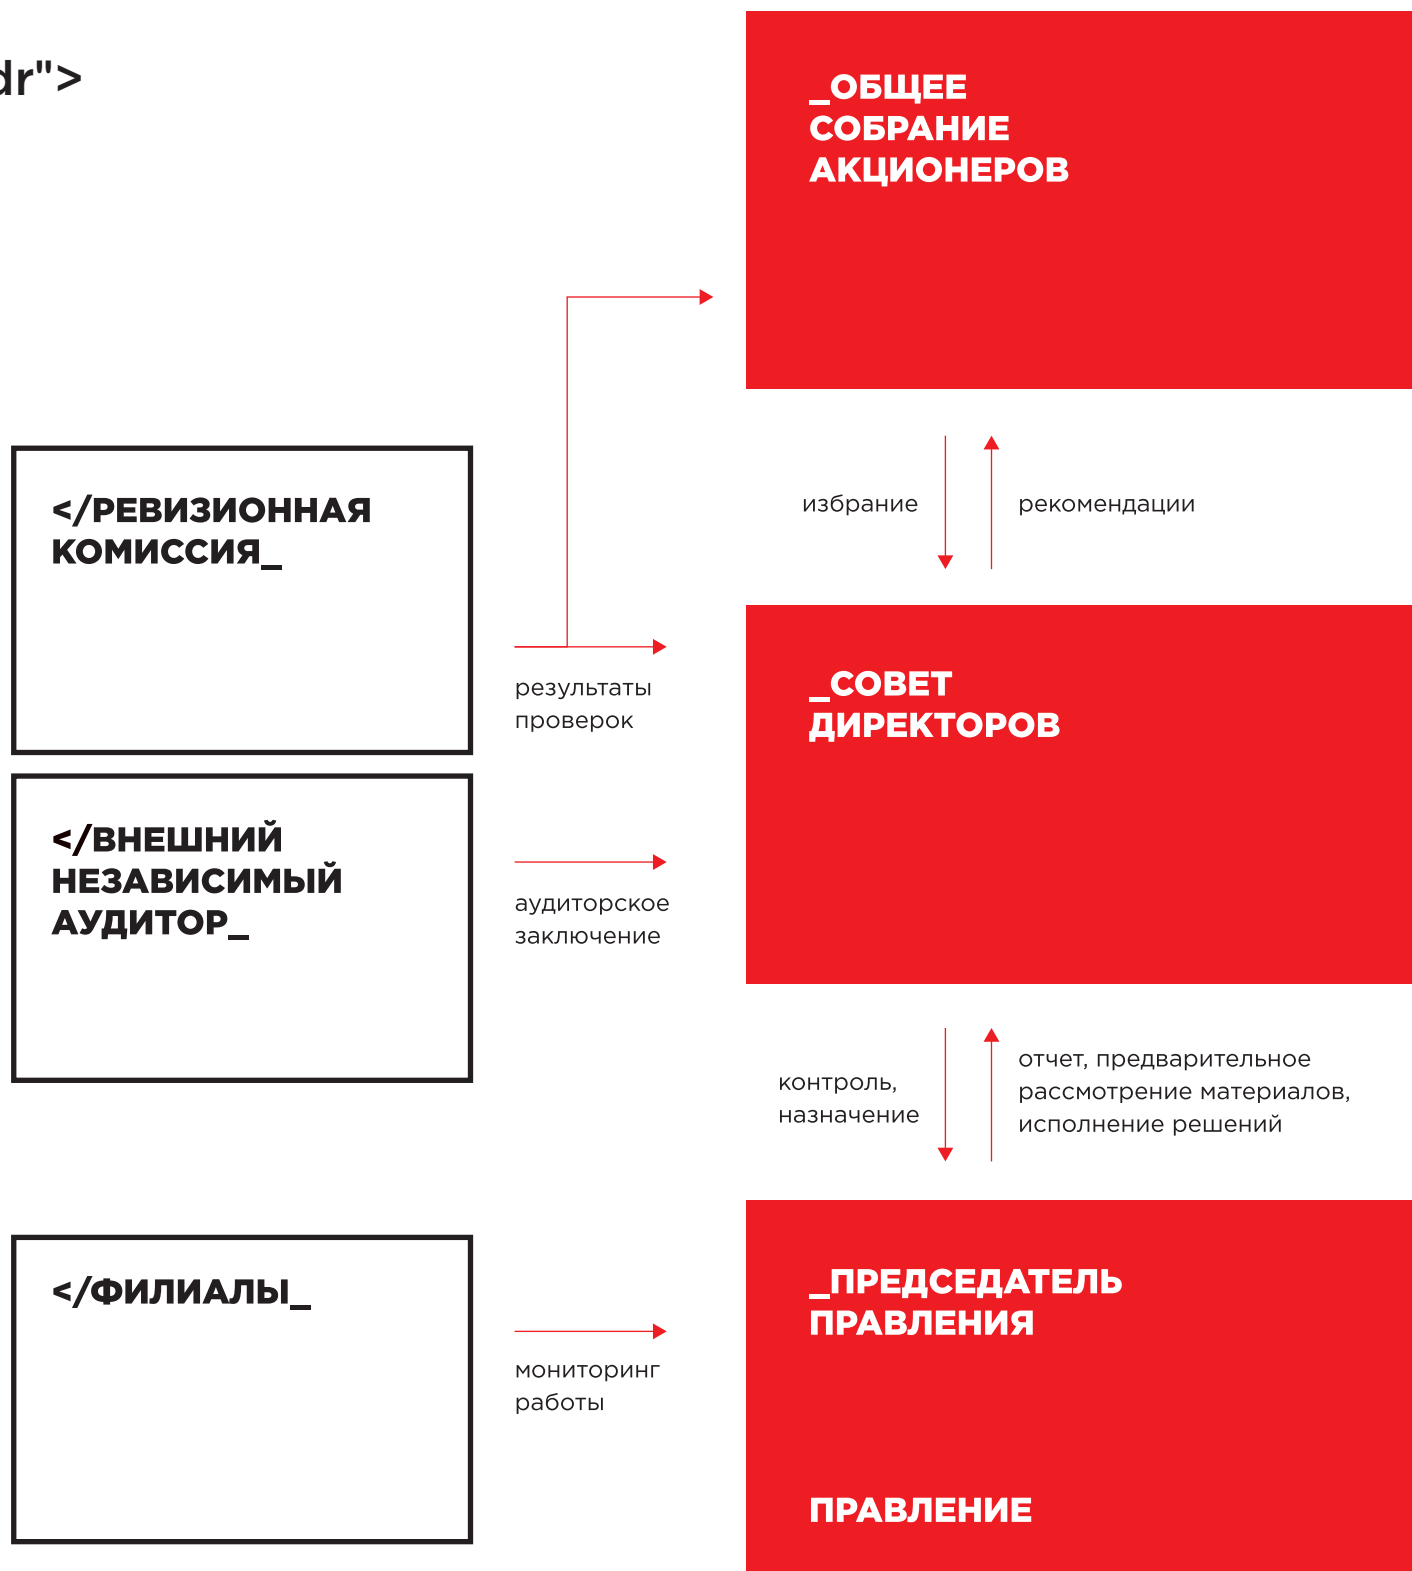 dr">
_ОБЩЕЕ
СОБРАНИЕ
АКЦИОНЕРОВ
избрание
рекомендации
</РЕВИЗИОННАЯ
КОМИССИЯ_
результаты
проверок
_СОВЕТ
ДИРЕКТОРОВ
</ВНЕШНИЙ
НЕЗАВИСИМЫЙ
АУДИТОР_
аудиторское
заключение
контроль,
назначение
отчет, предварительное
рассмотрение материалов,
исполнение решений
</ФИЛИАЛЫ_
мониторинг
работы
_ПРЕДСЕДАТЕЛЬ
ПРАВЛЕНИЯ
ПРАВЛЕНИЕ